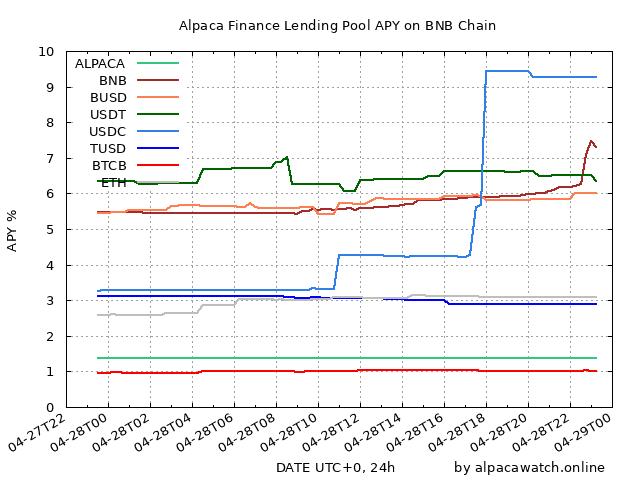 Alpaca Finance Lending Pool APY on BNB Chain
10
9
8
7
6
5
4
3
2
1
0
APY %
ALPACA
BNB
BUSD
USDT
USDC
TUSD
BTCB
ETH
04-27T22
04-28T00
04-28T02
04-28T04
04-28T06
04-28T08
04-28T10
04-28T12
04-28T14
04-28T16
04-28T18
04-28T20
04-28T22
04-29T00
DATE UTC+0, 24h
by alpacawatch.online